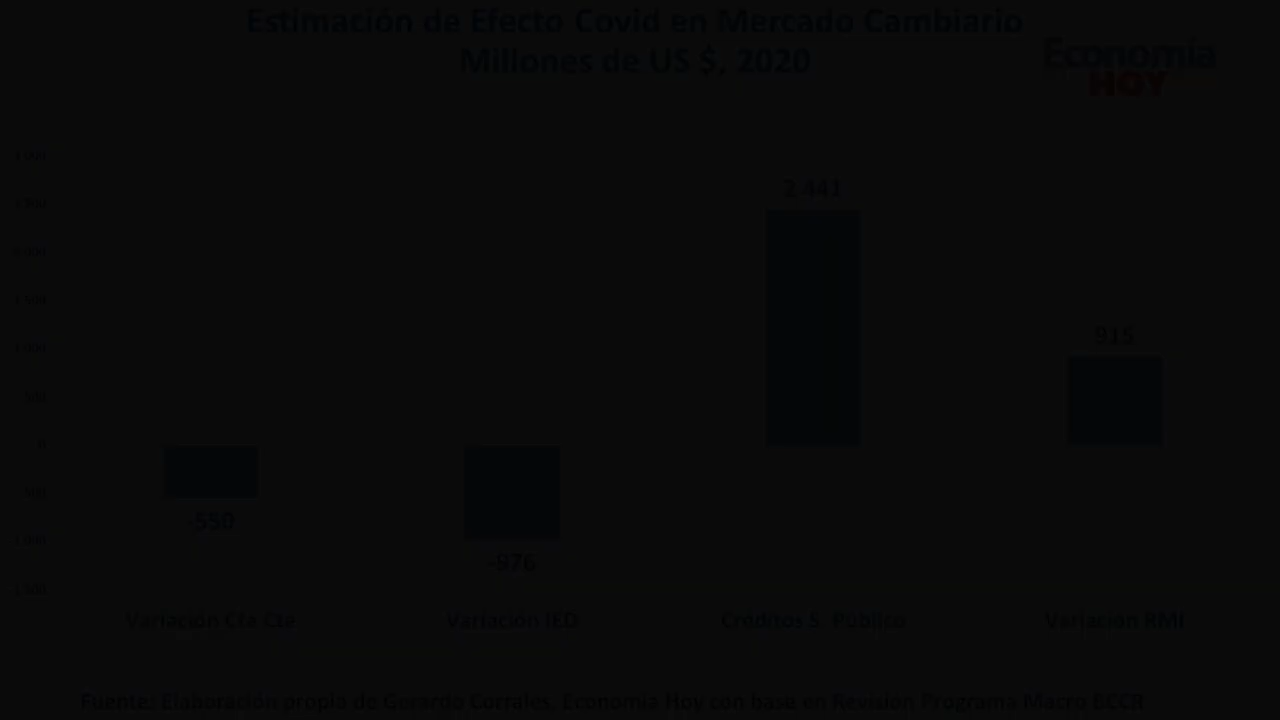 Estimación de Efecto Covid en Mercado Cambiario
Millones de US $, 2020
Economía
HOY
3 000
2 500
2 000
1 500
1 000
500
0
-500
-1 000
-1 500
2 441
915
-550
-976
Variación Cta Cte
Variación IED
Créditos S. Público
Variación RMI
Fuente: Elaboración propia de Gerardo Corrales, Economía Hoy con base en Revisión Programa Macro BCCR